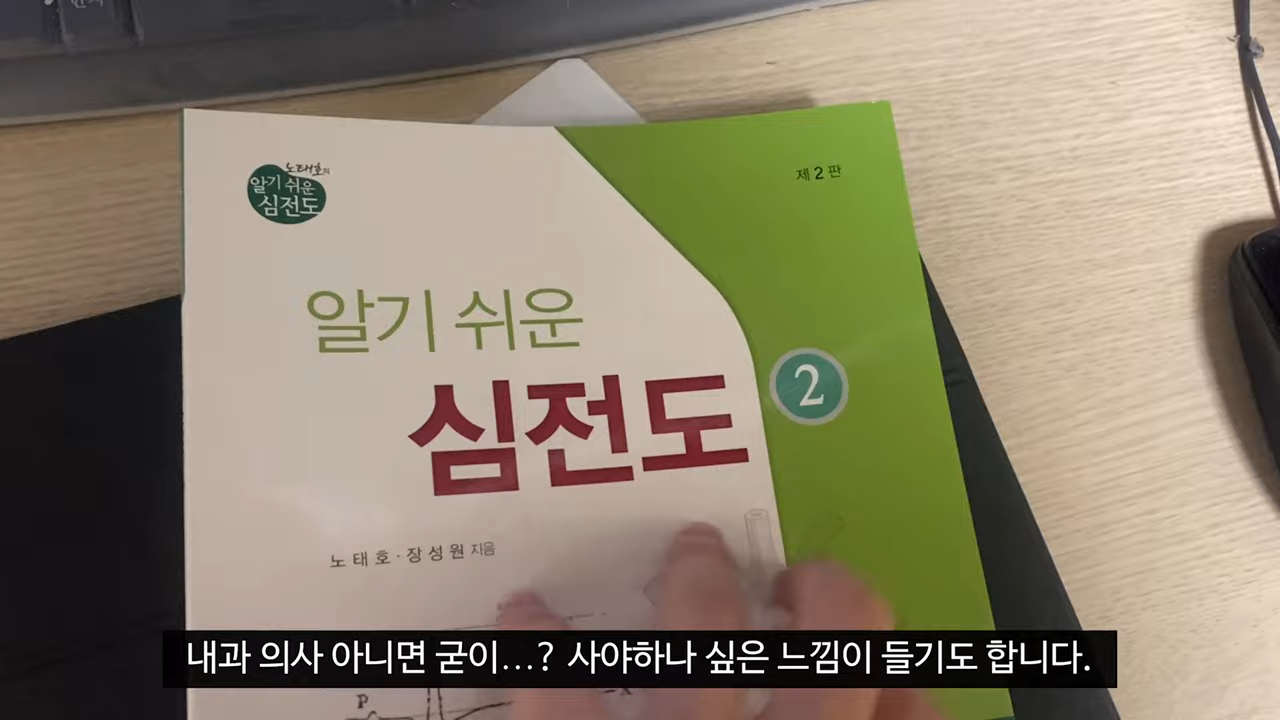 노태호의
알기 쉬운
심전도
제 2 판
알기 쉬운
심전도
2
노 태 호 · 장 성 원 지음
P
내과 의사 아니면 굳이...? 사야하나 싶은 느낌이 들기도 합니다.